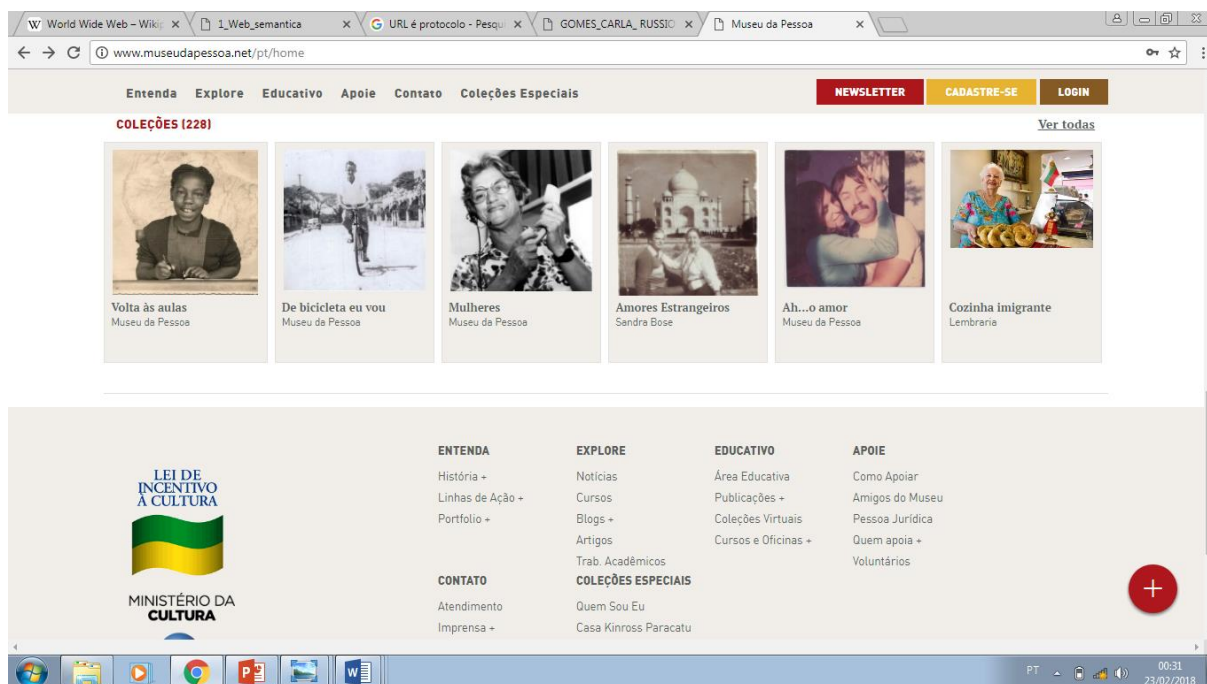 World Wide Web – Wikip
1_Web_semantica
URL é protocolo - Pesqui
GOMES_CARLA_ RUSSIO
Museu da Pessoa
www.museudapessoa.net/pt/home
Entenda Explore Educativo Apoie Contato Coleções Especiais
NEWSLETTER CADASTRE-SE LOGIN
COLEÇÕES (228)
Ver todas
Volta às aulas
Museu da Pessoa
De bicicleta eu vou
Museu da Pessoa
Mulheres
Museu da Pessoa
Amores Estrangeiros
Sandra Bose
Ah...o amor
Museu da Pessoa
Cozinha imigrante
Lembraria
LEI DE
INCENTIVO
À CULTURA
MINISTÉRIO DA
CULTURA
ENTENDA
História +
Linhas de Ação +
Portfolio +
EXPLORE
Notícias
Cursos
Blogs +
Artigos
Trab. Acadêmicos
EDUCATIVO
Área Educativa
Publicações +
Coleções Virtuais
Cursos e Oficinas +
APOIE
Como Apoiar
Amigos do Museu
Pessoa Jurídica
Quem apoia +
Voluntários
CONTATO
Atendimento
Imprensa +
COLEÇÕES ESPECIAIS
Quem Sou Eu
Casa Kinross Paracatu
+
PT
00:31
23/02/2018